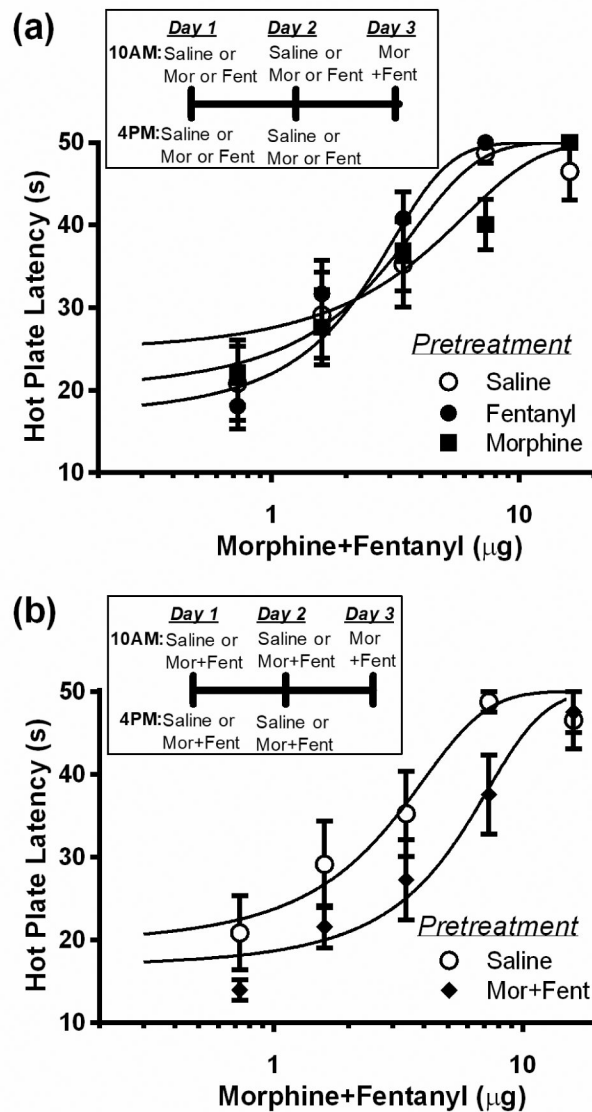 (a)
Day 1 Day 2 Day 3
10AM: Saline or Saline or Mor
Mor or Fent Mor or Fent +Fent
4PM: Saline or Saline or
Mor or Fent Mor or Fent
50
40
30
20
10
Hot Plate Latency (s)
Pretreatment
Saline
Fentanyl
Morphine
1 10
Morphine+Fentanyl (μg)
(b)
Day 1 Day 2 Day 3
10AM: Saline or Saline or Mor
Mor+Fent Mor+Fent +Fent
4PM: Saline or Saline or
Mor+Fent Mor+Fent
50
40
30
20
10
Hot Plate Latency (s)
Pretreatment
Saline
Mor+Fent
1 10
Morphine+Fentanyl (μg)